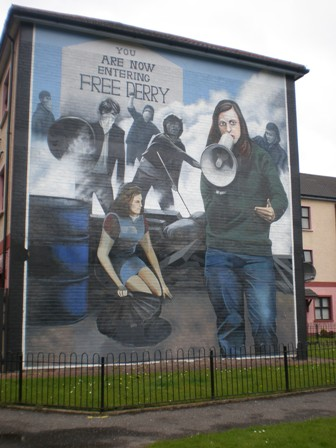 YOU
ARE NOW
ENTERING
FREE DERRY